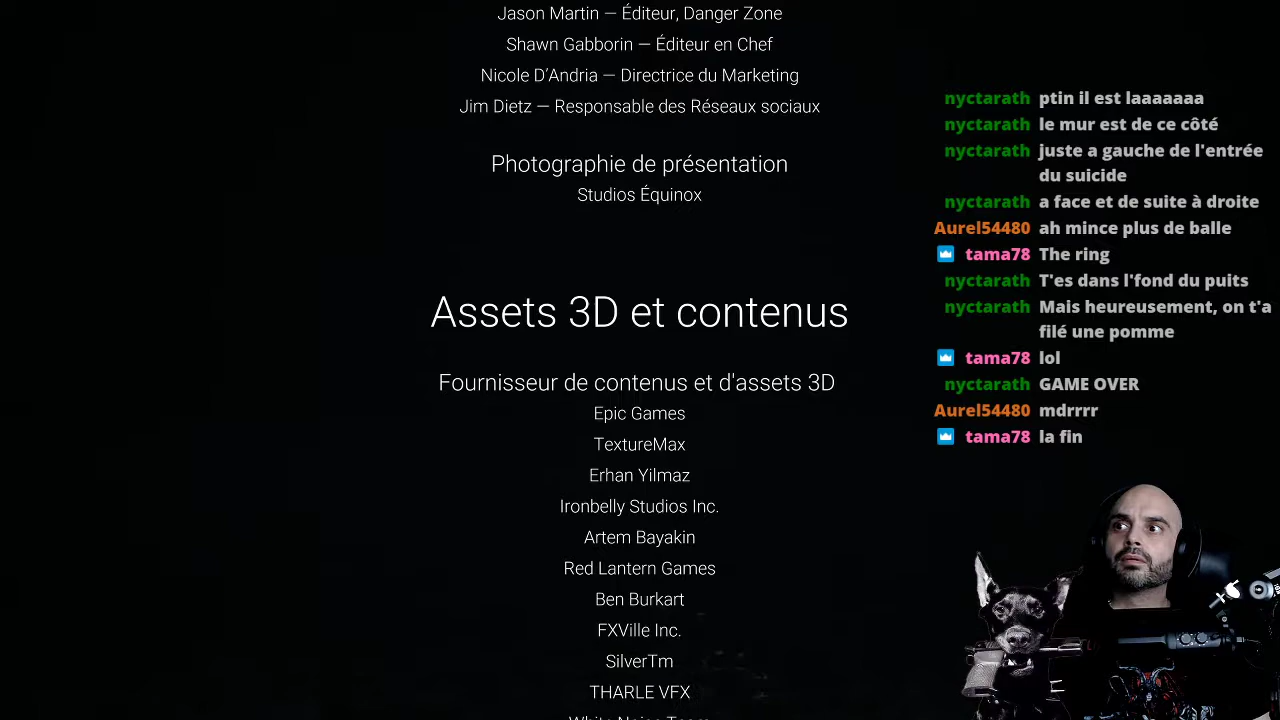 Jason Martin — Éditeur, Danger Zone
Shawn Gabborin — Éditeur en Chef
Nicole D’Andria — Directrice du Marketing
Jim Dietz — Responsable des Réseaux sociaux
Photographie de présentation
Studios Équinox
Assets 3D et contenus
Fournisseur de contenus et d'assets 3D
Epic Games
TextureMax
Erhan Yilmaz
Ironbelly Studios Inc.
Artem Bayakin
Red Lantern Games
Ben Burkart
FXVille Inc.
SilverTm
THARLE VFX
White Noise Team
nyctarath ptin il est laaaaaaa
nyctarath le mur est de ce côté
nyctarath juste a gauche de l'entrée
du suicide
nyctarath a face et de suite à droite
Aurel54480 ah mince plus de balle
tama78 The ring
nyctarath T'es dans l'fond du puits
nyctarath Mais heureusement, on t'a
filé une pomme
tama78 lol
nyctarath GAME OVER
Aurel54480 mdrrrr
tama78 la fin